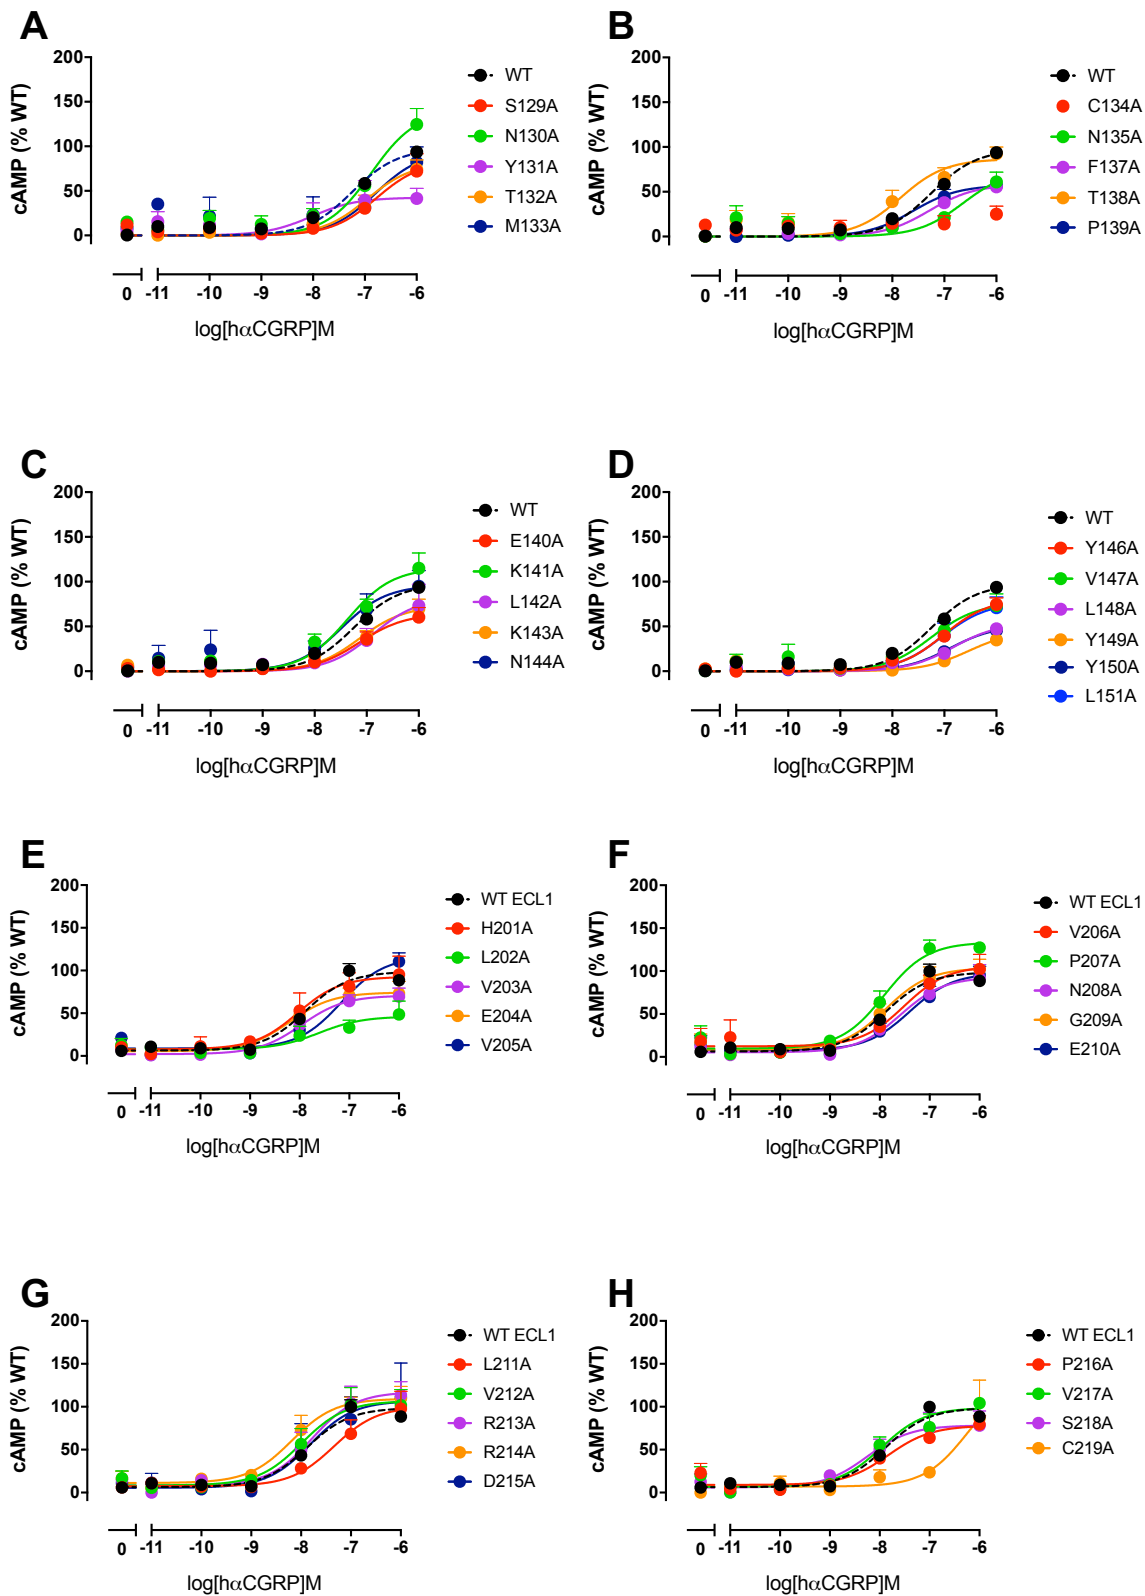 A
cAMP (% WT)
200
150
100
50
0
0 -11 -10 -9 -8 -7 -6
log[hαCGRP]M
WT
S129A
N130A
Y131A
T132A
M133A
B
cAMP (% WT)
200
150
100
50
0
0 -11 -10 -9 -8 -7 -6
log[hαCGRP]M
WT
C134A
N135A
F137A
T138A
P139A
C
cAMP (% WT)
200
150
100
50
0
0 -11 -10 -9 -8 -7 -6
log[hαCGRP]M
WT
E140A
K141A
L142A
K143A
N144A
D
cAMP (% WT)
200
150
100
50
0
0 -11 -10 -9 -8 -7 -6
log[hαCGRP]M
WT
Y146A
V147A
L148A
Y149A
Y150A
L151A
E
cAMP (% WT)
200
150
100
50
0
0 -11 -10 -9 -8 -7 -6
log[hαCGRP]M
WT ECL1
H201A
L202A
V203A
E204A
V205A
F
cAMP (% WT)
200
150
100
50
0
0 -11 -10 -9 -8 -7 -6
log[hαCGRP]M
WT ECL1
V206A
P207A
N208A
G209A
E210A
G
cAMP (% WT)
200
150
100
50
0
0 -11 -10 -9 -8 -7 -6
log[hαCGRP]M
WT ECL1
L211A
V212A
R213A
R214A
D215A
H
cAMP (% WT)
200
150
100
50
0
0 -11 -10 -9 -8 -7 -6
log[hαCGRP]M
WT ECL1
P216A
V217A
S218A
C219A